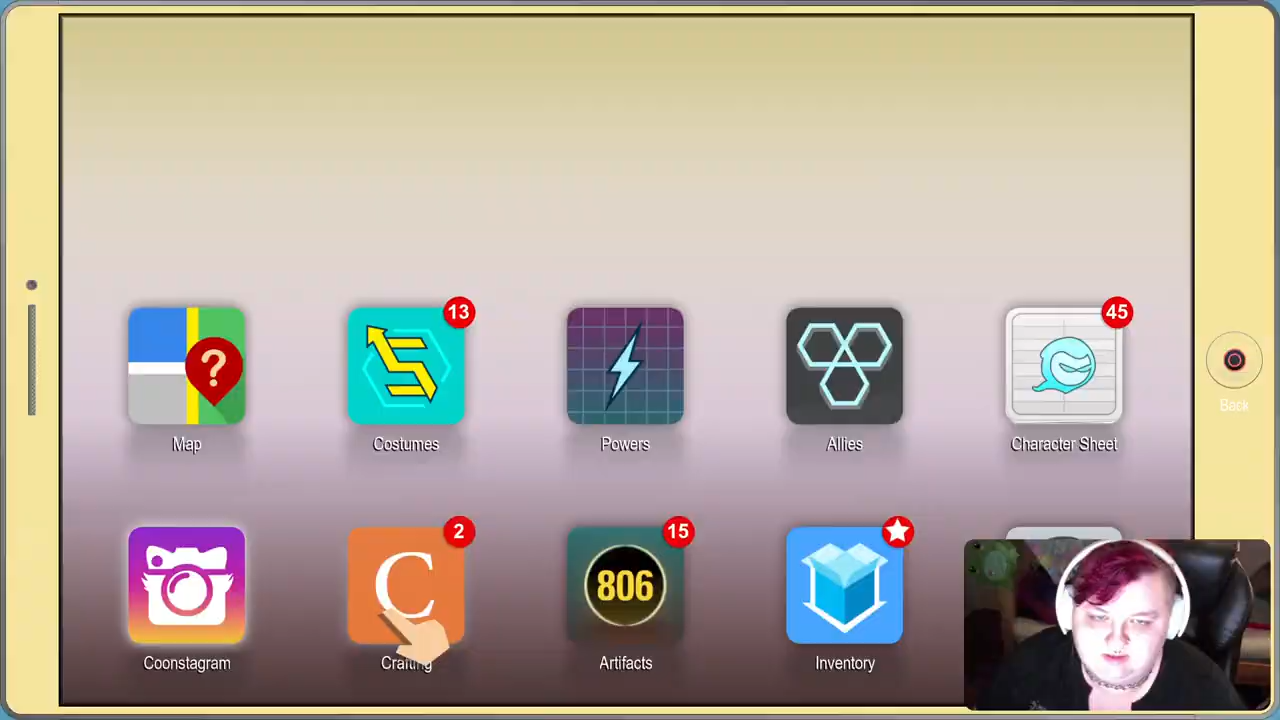 13
45
?
Map
Costumes
Powers
Allies
Character Sheet
Back
2
15
C
806
Coonstagram
Crafting
Artifacts
Inventory